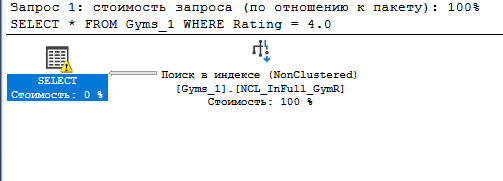 Запрос 1: стоимость запроса (по отношению к пакету): 100%
SELECT * FROM Gyms_1 WHERE Rating = 4.0
SELECT
Стоимость: 0 %
Поиск в индексе (NonClustered)
[Gyms_1].[NCL_InFull_GymR]
Стоимость: 100 %